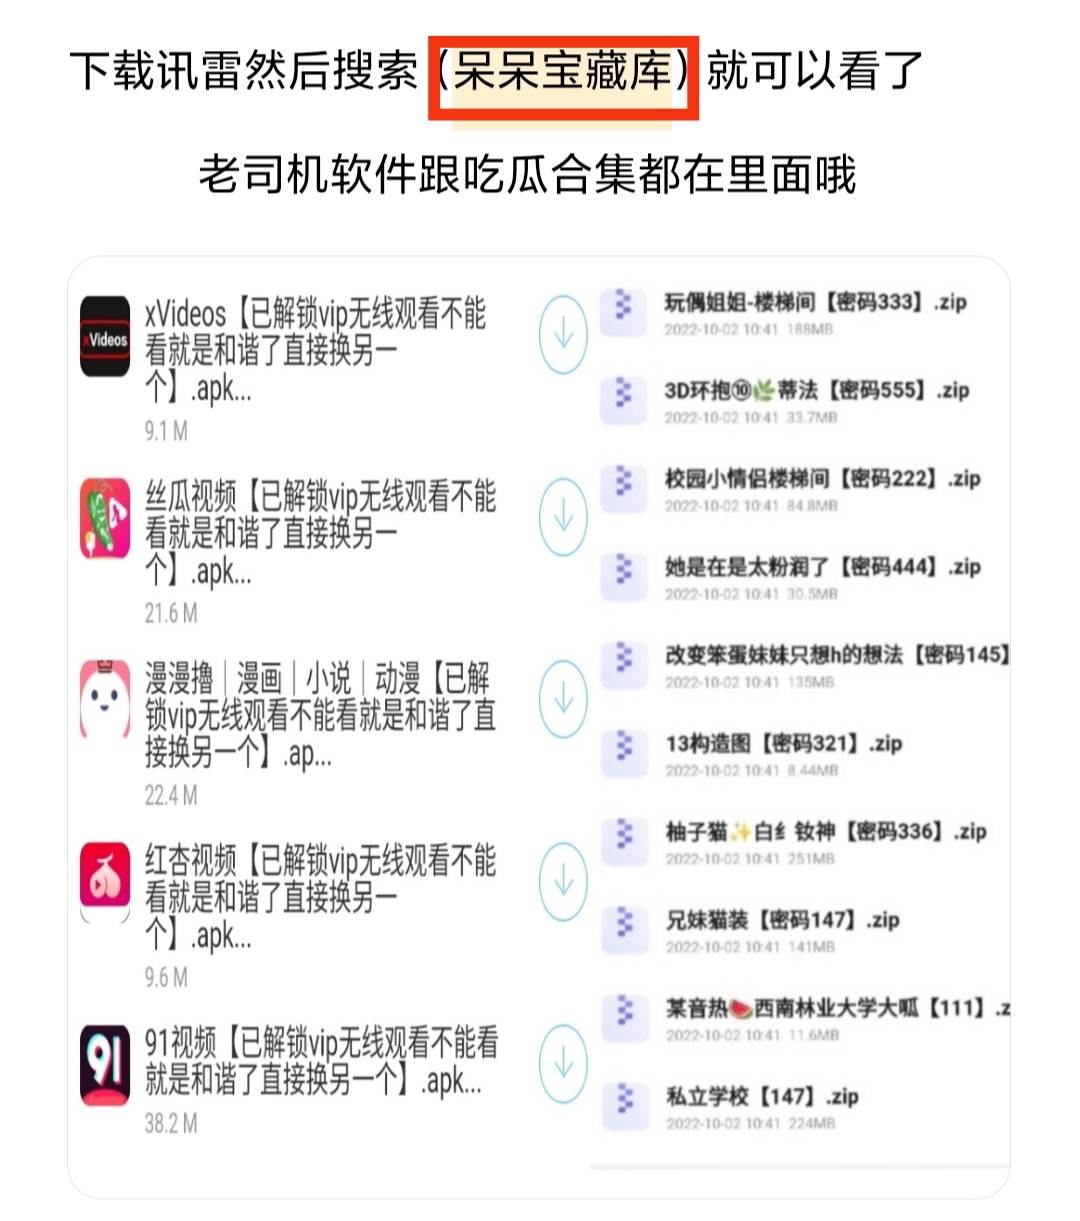 下载讯雷然后搜索（呆呆宝藏库）就可以看了
老司机软件跟吃瓜合集都在里面哦
xVideos
xVideos【已解锁vip无线观看不能
看就是和谐了直接换另一
个】.apk...
9.1 M
丝瓜视频【已解锁vip无线观看不能
看就是和谐了直接换另一
个】.apk...
21.6 M
漫漫撸｜漫画｜小说｜动漫【已解
锁vip无线观看不能看就是和谐了直
接换另一个】.ap...
22.4 M
红杏视频【已解锁vip无线观看不能
看就是和谐了直接换另一
个】.apk...
9.6 M
91
91视频【已解锁vip无线观看不能看
就是和谐了直接换另一个】.apk...
38.2 M
玩偶姐姐-楼梯间【密码333】.zip
2022-10-02 10:41 188MB
3D环抱⑩🌿蒂法【密码555】.zip
2022-10-02 10:41 33.7MB
校园小情侣楼梯间【密码222】.zip
2022-10-02 10:41 84.8MB
她是在是太粉润了【密码444】.zip
2022-10-02 10:41 30.5MB
改变笨蛋妹妹只想h的想法【密码145】
2022-10-02 10:41 135MB
13构造图【密码321】.zip
2022-10-02 10:41 8.44MB
柚子猫✨白纟钕神【密码336】.zip
2022-10-02 10:41 251MB
兄妹猫装【密码147】.zip
2022-10-02 10:41 141MB
某音热🍉西南林业大学大呱【111】.z
2022-10-02 10:41 11.6MB
私立学校【147】.zip
2022-10-02 10:41 224MB